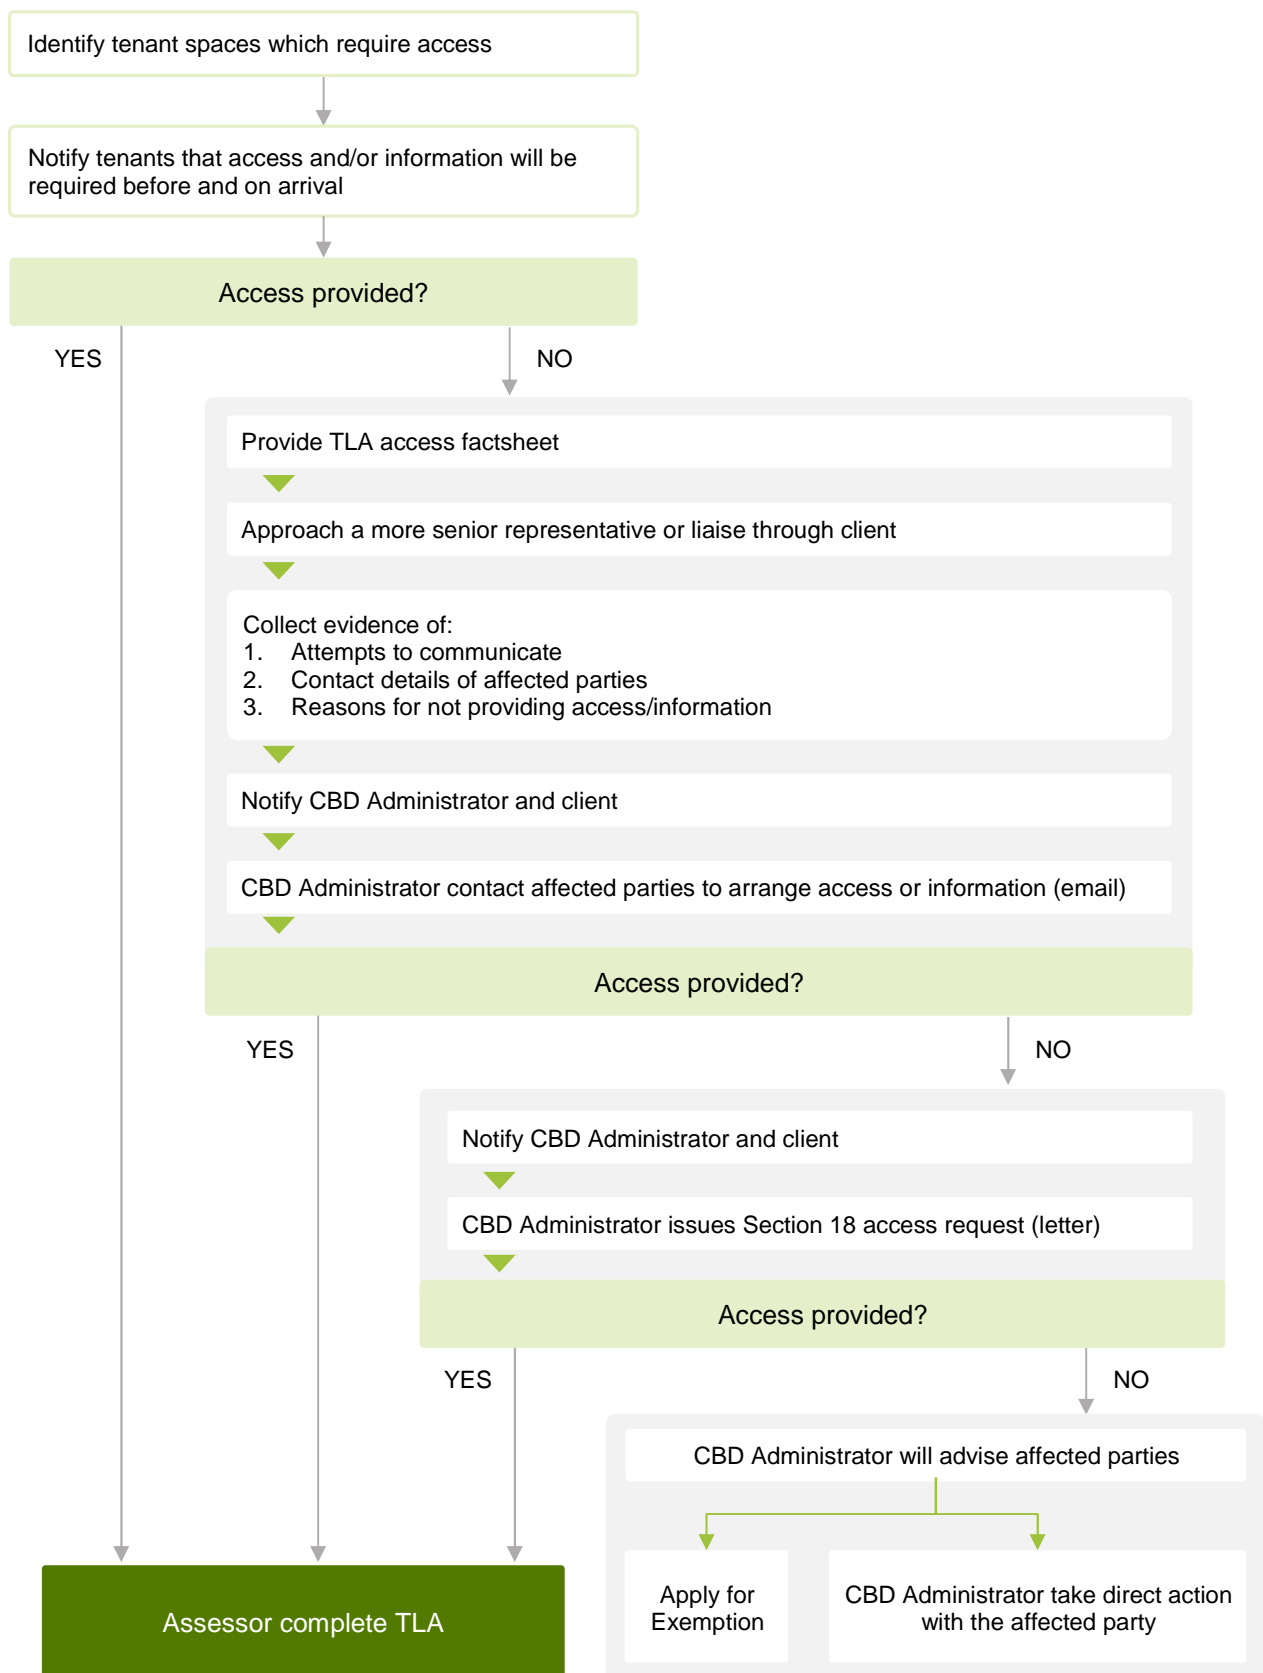 Identify tenant spaces which require access
Notify tenants that access and/or information will be
required before and on arrival
Access provided?
YES
NO
Provide TLA access factsheet
Approach a more senior representative or liaise through client
Collect evidence of:
1. Attempts to communicate
2. Contact details of affected parties
3. Reasons for not providing access/information
Notify CBD Administrator and client
CBD Administrator contact affected parties to arrange access or information (email)
Access provided?
YES
NO
Notify CBD Administrator and client
CBD Administrator issues Section 18 access request (letter)
Access provided?
YES
NO
CBD Administrator will advise affected parties
Apply for
Exemption
CBD Administrator take direct action
with the affected party
Assessor complete TLA